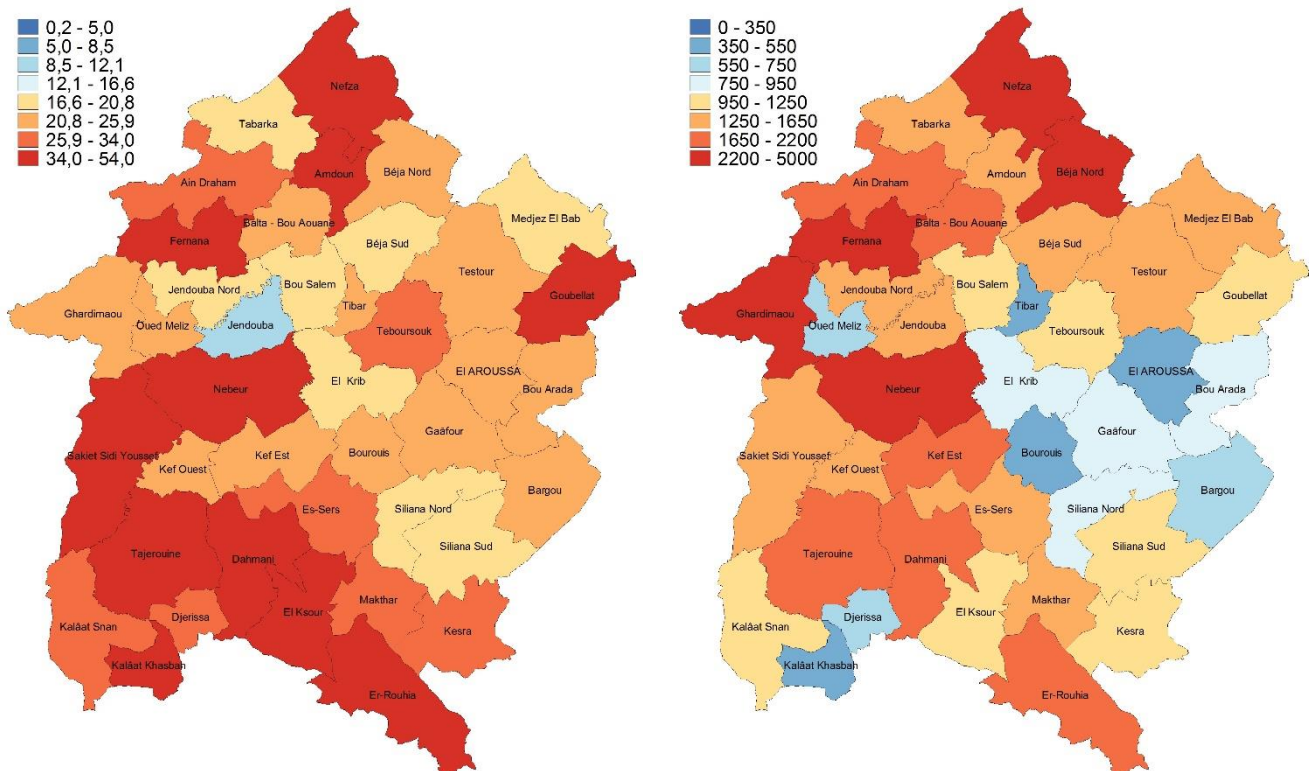 0,2 - 5,0
5,0 - 8,5
8,5 - 12,1
12,1 - 16,6
16,6 - 20,8
20,8 - 25,9
25,9 - 34,0
34,0 - 54,0
Nefza
Tabarka
Amdoun
Béja Nord
Ain Draham
Balta - Bou Aouane
Medjez El Bab
Fernana
Béja Sud
Testour
Jendouba Nord
Bou Salem
Goubellat
Ghardimaou
Oued Meliz
Jendouba
Tibar
Teboursouk
Nebeur
El Krib
El AROUSSA
Bou Arada
Gaäfour
Sakiet Sidi Youssef
Kef Ouest
Kef Est
Bourouis
Bargou
Es-Sers
Siliana Nord
Siliana Sud
Tajerouine
Dahmani
El Ksour
Makthar
Kesra
Kalâat Snan
Djerissa
Kalâat Khasbah
Er-Rouhia
0 - 350
350 - 550
550 - 750
750 - 950
950 - 1250
1250 - 1650
1650 - 2200
2200 - 5000
Nefza
Tabarka
Amdoun
Béja Nord
Ain Draham
Balta - Bou Aouane
Medjez El Bab
Fernana
Béja Sud
Testour
Jendouba Nord
Bou Salem
Goubellat
Ghardimaou
Oued Meliz
Jendouba
Tibar
Teboursouk
Nebeur
El Krib
El AROUSSA
Bou Arada
Gaäfour
Sakiet Sidi Youssef
Kef Ouest
Kef Est
Bourouis
Bargou
Es-Sers
Siliana Nord
Siliana Sud
Tajerouine
Dahmani
El Ksour
Makthar
Kesra
Kalâat Snan
Djerissa
Kalâat Khasbah
Er-Rouhia